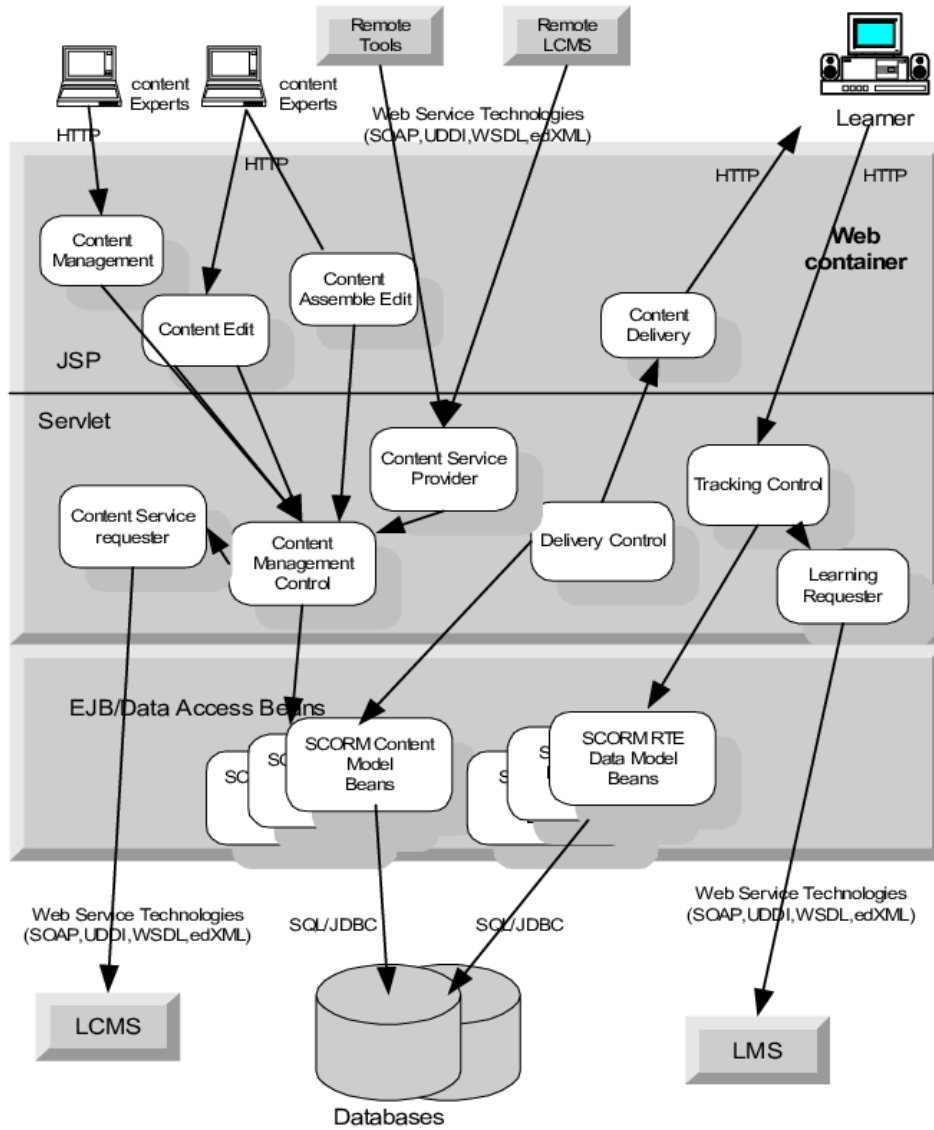 Remote
Tools
Remote
LCMS
content
Experts
content
Experts
Learner
HTTP
HTTP
Web Service Technologies
(SOAP,UDDI,WSDL,edXML)
HTTP
HTTP
Web
container
Content
Management
Content Edit
Content
Assemble Edit
Content
Delivery
JSP
Servlet
Content Service
Provider
Tracking Control
Content Service
requester
Content
Management
Control
Delivery Control
Learning
Requester
EJB/Data Access Beans
SCORM Content
Model
Beans
SCORM RTE
Data Model
Beans
Web Service Technologies
(SOAP,UDDI,WSDL,edXML)
SQL/JDBC
SQL/JDBC
Web Service Technologies
(SOAP,UDDI,WSDL,edXML)
LCMS
LMS
Databases